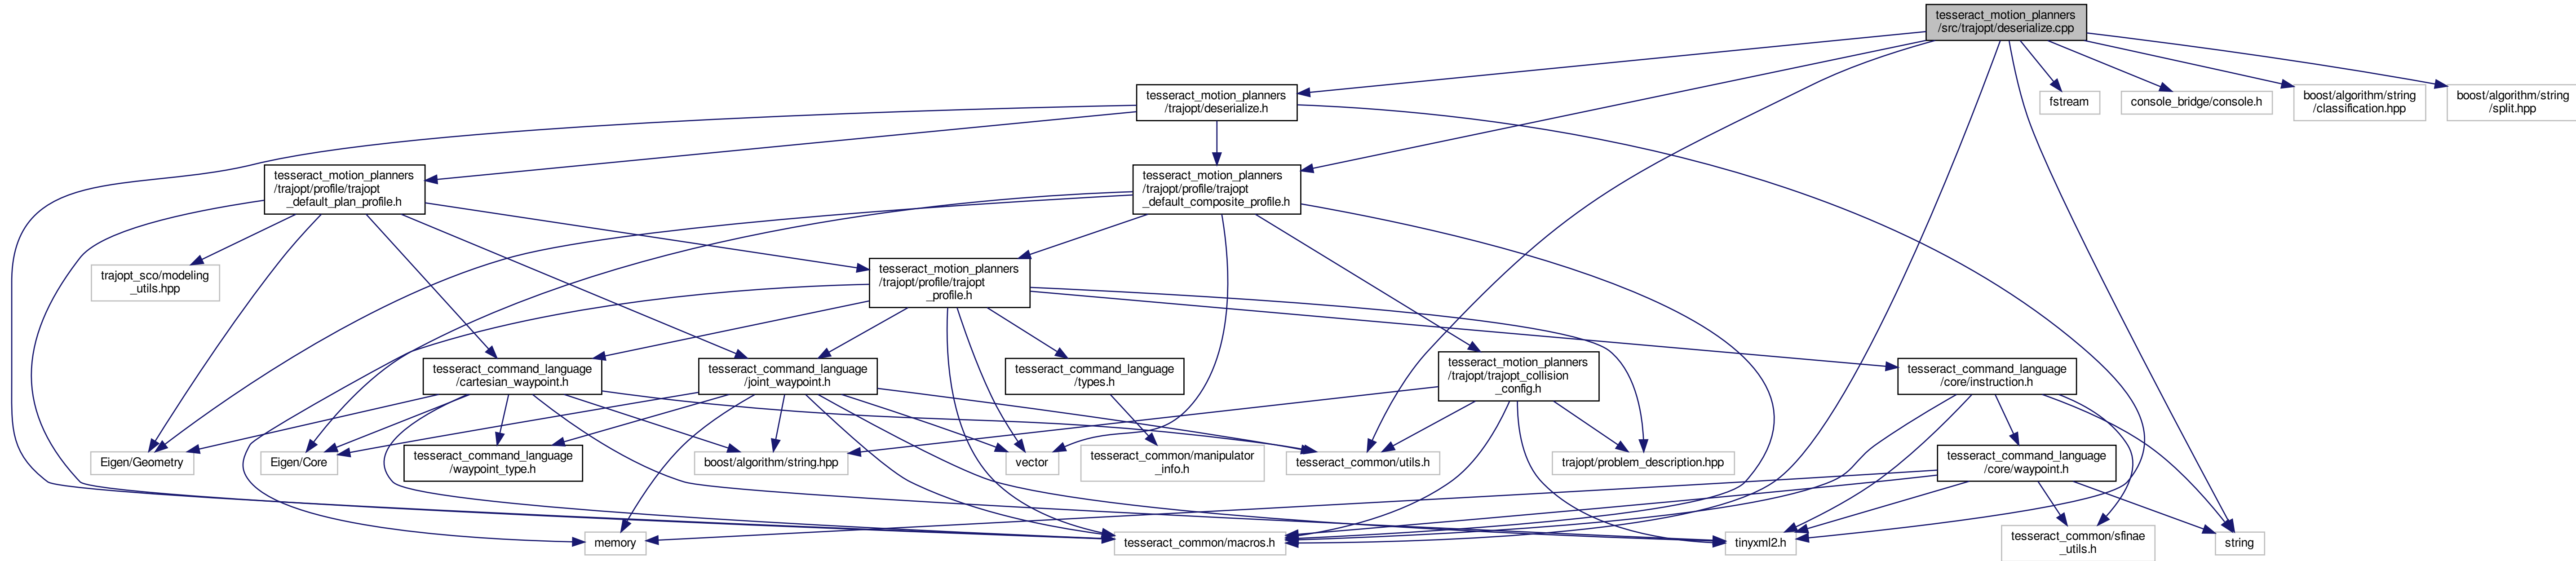 tesseract_motion_planners
/src/trajopt/deserialize.cpp
tesseract_motion_planners
/trajopt/deserialize.h
fstream
console_bridge/console.h
boost/algorithm/string
/classification.hpp
boost/algorithm/string
/split.hpp
tesseract_motion_planners
/trajopt/profile/trajopt
_default_plan_profile.h
tesseract_motion_planners
/trajopt/profile/trajopt
_default_composite_profile.h
trajopt_sco/modeling
_utils.hpp
tesseract_motion_planners
/trajopt/profile/trajopt
_profile.h
tesseract_command_language
/cartesian_waypoint.h
tesseract_command_language
/joint_waypoint.h
tesseract_command_language
/types.h
tesseract_motion_planners
/trajopt/trajopt_collision
_config.h
tesseract_command_language
/core/instruction.h
Eigen/Geometry
Eigen/Core
tesseract_command_language
/waypoint_type.h
boost/algorithm/string.hpp
vector
tesseract_common/manipulator
_info.h
tesseract_common/utils.h
trajopt/problem_description.hpp
tesseract_command_language
/core/waypoint.h
memory
tesseract_common/macros.h
tinyxml2.h
tesseract_common/sfinae
_utils.h
string